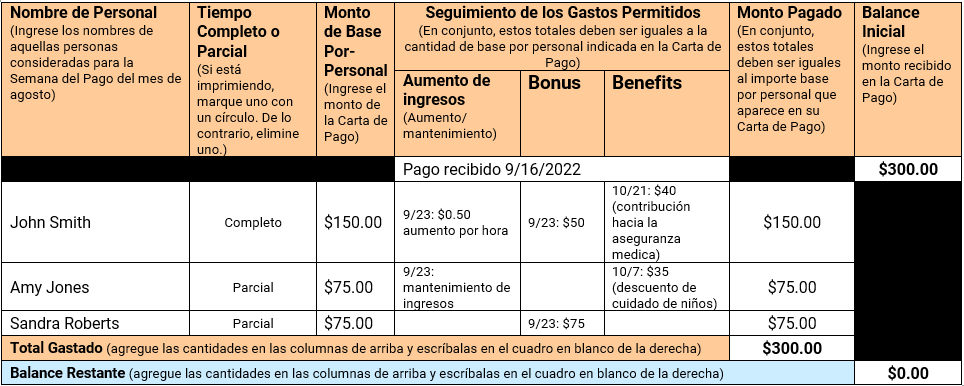 Nombre de Personal
(Ingrese los nombres de
aquellas personas
consideradas para la
Semana del Pago del mes de
agosto)
Tiempo
Completo o
Parcial
(Si está
imprimiendo,
marque uno con
un círculo. De lo
contrario, elimine
uno.)
Monto
de Base
Por-
Personal
(Ingrese el
monto de
la Carta de
Pago)
Seguimiento de los Gastos Permitidos
(En conjunto, estos totales deben ser iguales a la
cantidad de base por personal indicada en la Carta de
Pago)
Aumento de
ingresos
(Aumento/
mantenimiento)
Bonus
Benefits
Monto Pagado
(En conjunto,
estos totales
deben ser iguales
al importe base
por personal que
aparece en su
Carta de Pago)
Balance
Inicial
(Ingrese el
monto recibido
en la Carta de
Pago)
Pago recibido 9/16/2022
$300.00
John Smith
Completo
$150.00
9/23: $0.50
aumento por hora
9/23: $50
10/21: $40
(contribución
hacia la
aseguranza
medica)
$150.00
Amy Jones
Parcial
$75.00
9/23:
mantenimiento de
ingresos
10/7: $35
(descuento de
cuidado de niños)
$75.00
Sandra Roberts
Parcial
$75.00
9/23: $75
$75.00
Total Gastado (agregue las cantidades en las columnas de arriba y escríbalas en el cuadro en blanco de la derecha)
$300.00
Balance Restante (agregue las cantidades en las columnas de arriba y escríbalas en el cuadro en blanco de la derecha)
$0.00